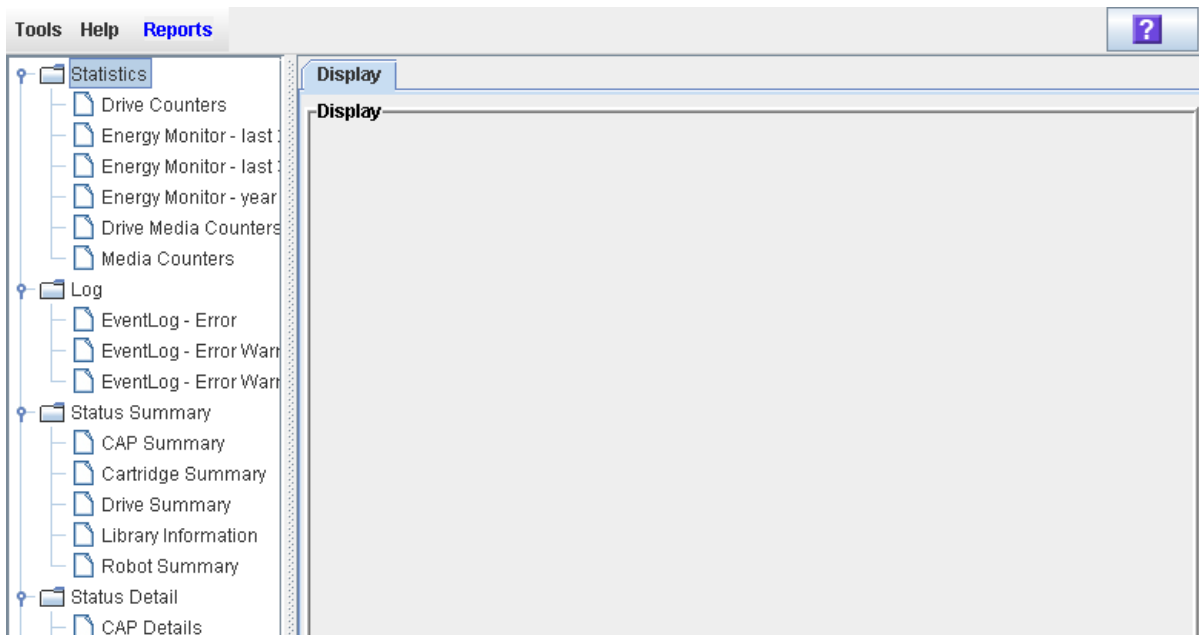 Tools Help Reports
?
Statistics
Drive Counters
Energy Monitor - last
Energy Monitor - last
Energy Monitor - year
Drive Media Counters
Media Counters
Log
EventLog - Error
EventLog - Error Warn
EventLog - Error Warn
Status Summary
CAP Summary
Cartridge Summary
Drive Summary
Library Information
Robot Summary
Status Detail
CAP Details
Display
Display